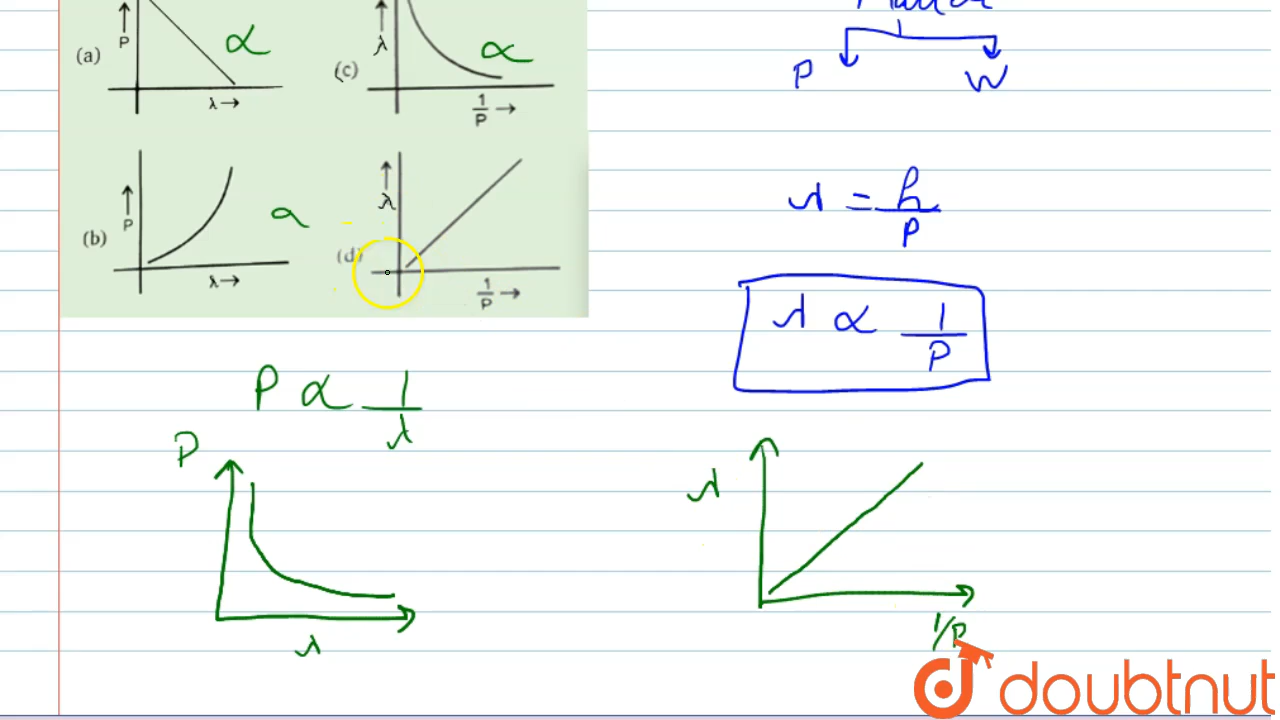 P
λ →
(a)
α
λ
1/P →
(c)
α
P
λ →
(b)
α
λ
1/P →
(d)
P W
λ = h/P
λ ∝ 1/P
P ∝ 1/λ
P
λ
λ
1/P
doubtnut